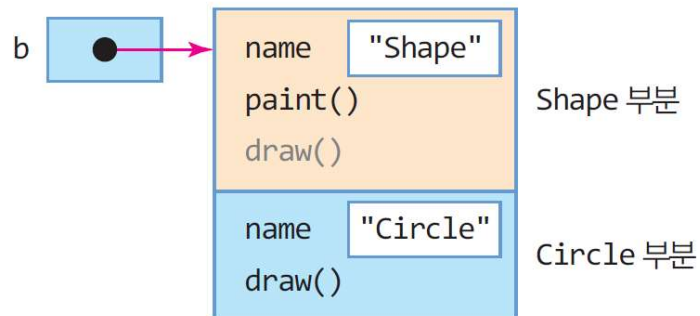 b
name "Shape"
paint()
draw()
Shape 부분
name "Circle"
draw()
Circle 부분